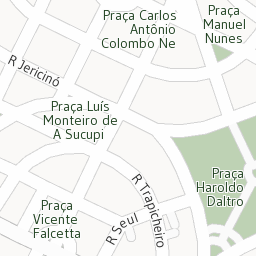 Praça Carlos
Antônio
Colombo Ne
Praça
Manuel
Nunes
R Jericinó
Praça Luís
Monteiro de
A Sucupi
Praça
Haroldo
Daltro
R Trapicheiro
Praça
Vicente
Falcetta
R Seul